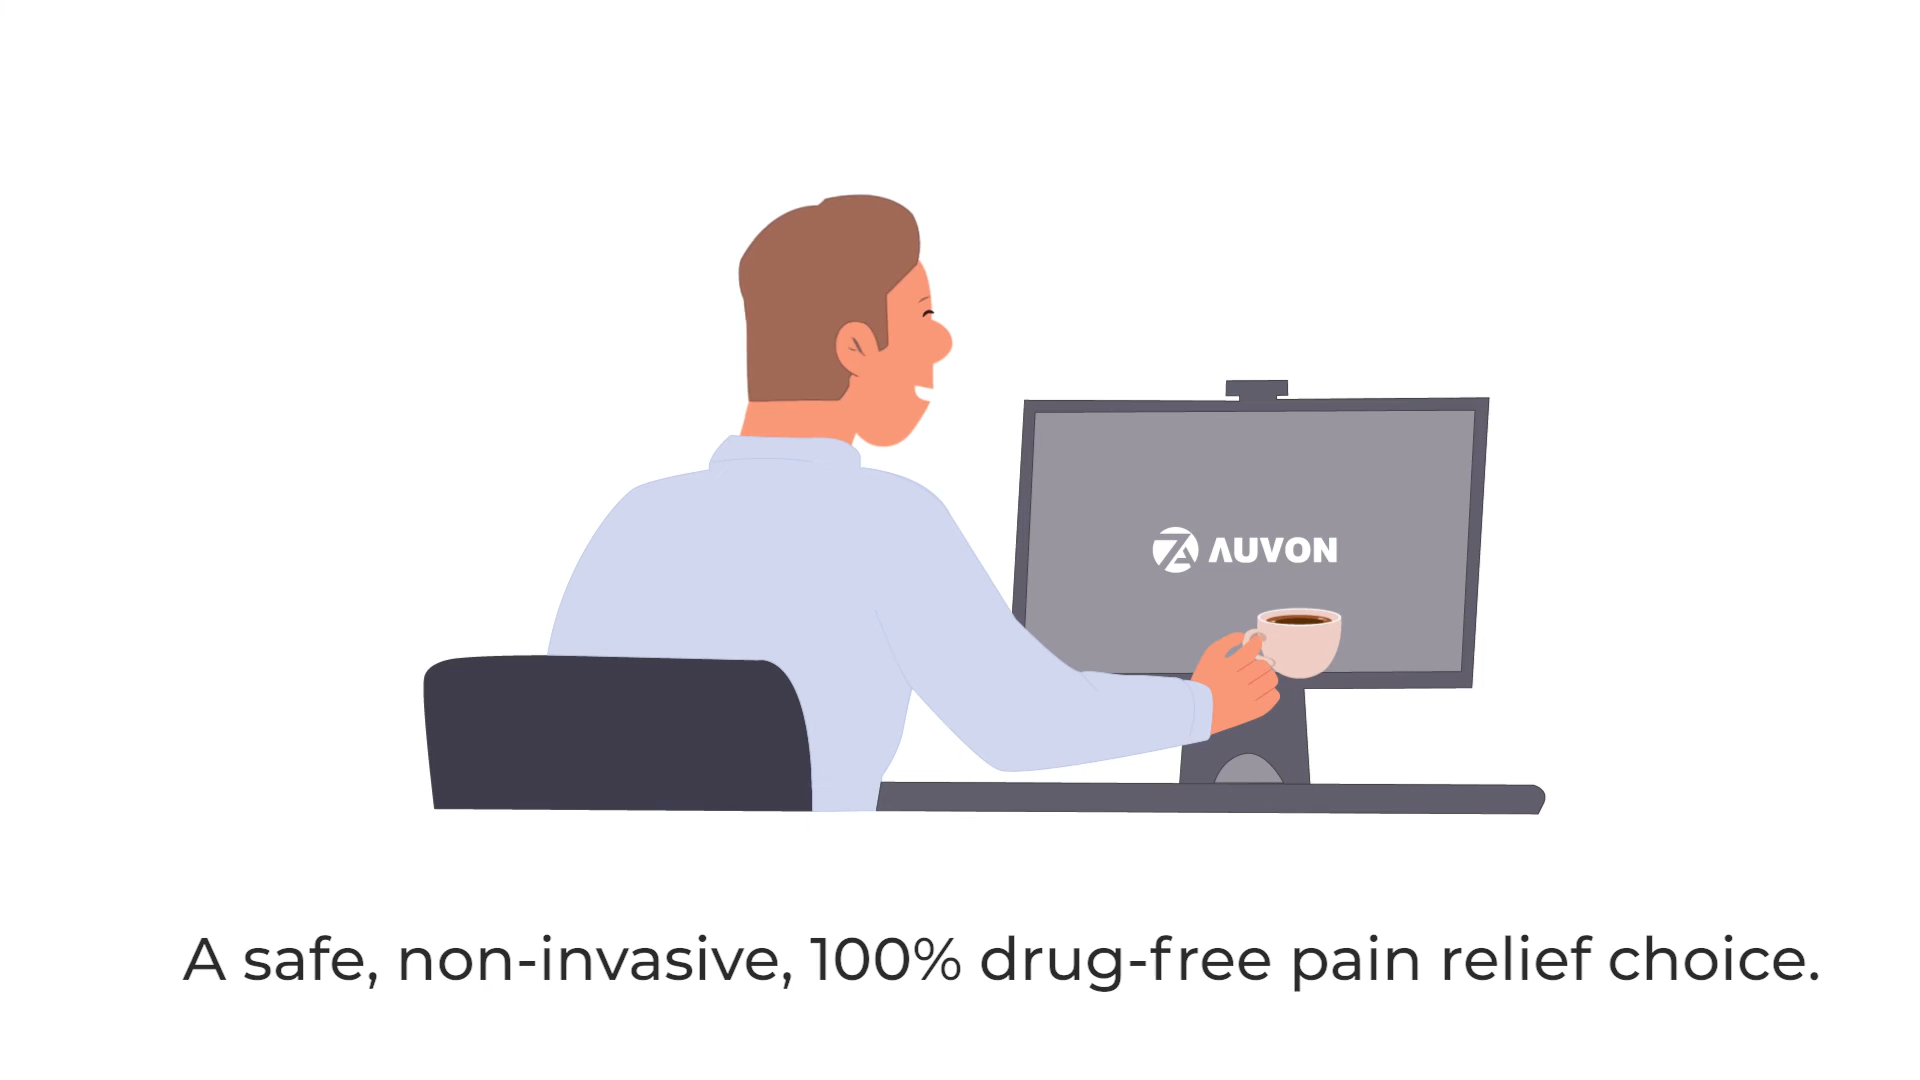 AUVON
A safe, non-invasive, 100% drug-free pain relief choice.